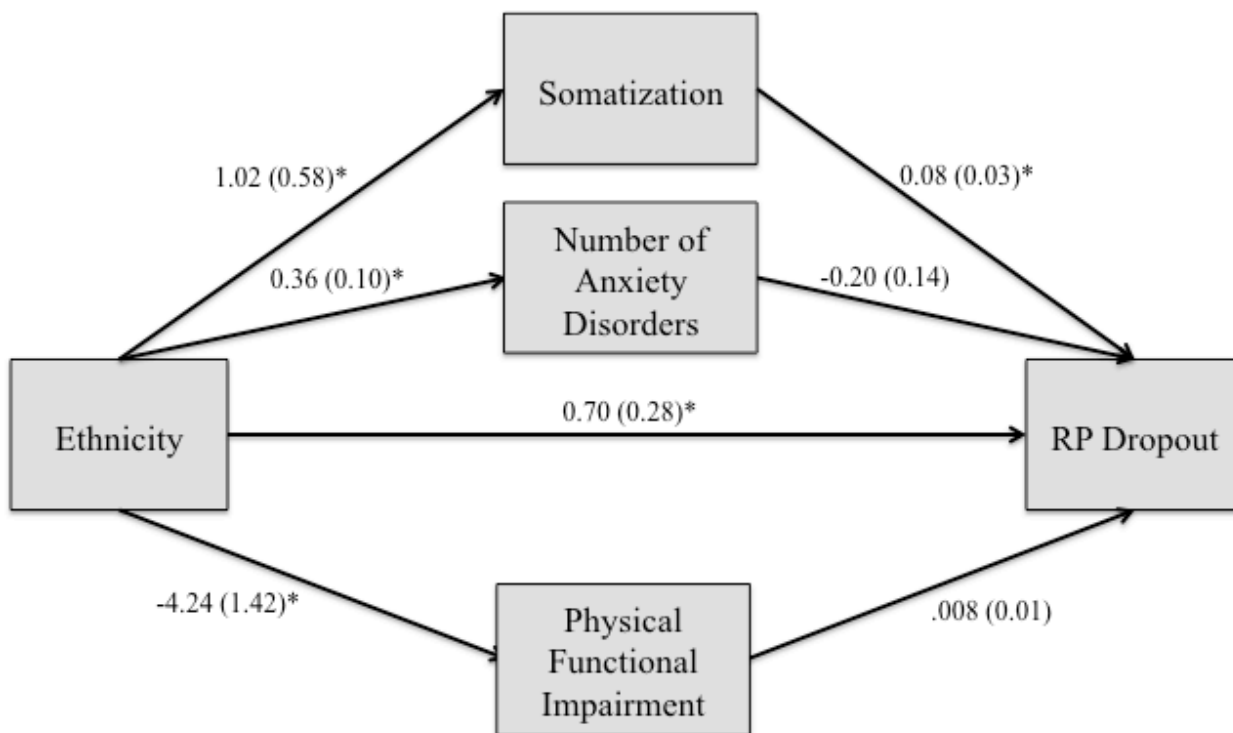 Somatization
1.02 (0.58)*
0.08 (0.03)*
Number of
Anxiety
Disorders
0.36 (0.10)*
-0.20 (0.14)
Ethnicity
0.70 (0.28)*
RP Dropout
-4.24 (1.42)*
.008 (0.01)
Physical
Functional
Impairment